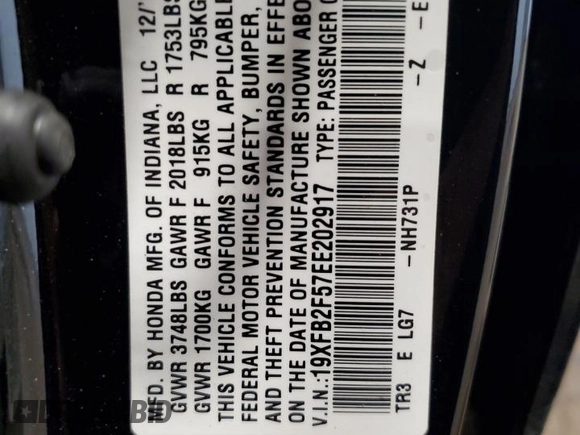 MFD. BY HONDA MFG. OF INDIANA, LLC 12/
GVWR 3748LBS GAWR F 2018LBS R 1753LBS
GVWR 1700KG GAWR F 915KG R 795KG
THIS VEHICLE CONFORMS TO ALL APPLICABLE
FEDERAL MOTOR VEHICLE SAFETY, BUMPER,
AND THEFT PREVENTION STANDARDS IN EFFE
ON THE DATE OF MANUFACTURE SHOWN ABO
V.I.N.:19XFB2F57EE202917 TYPE: PASSENGER
TR3 E LG7 -NH731P -Z -E